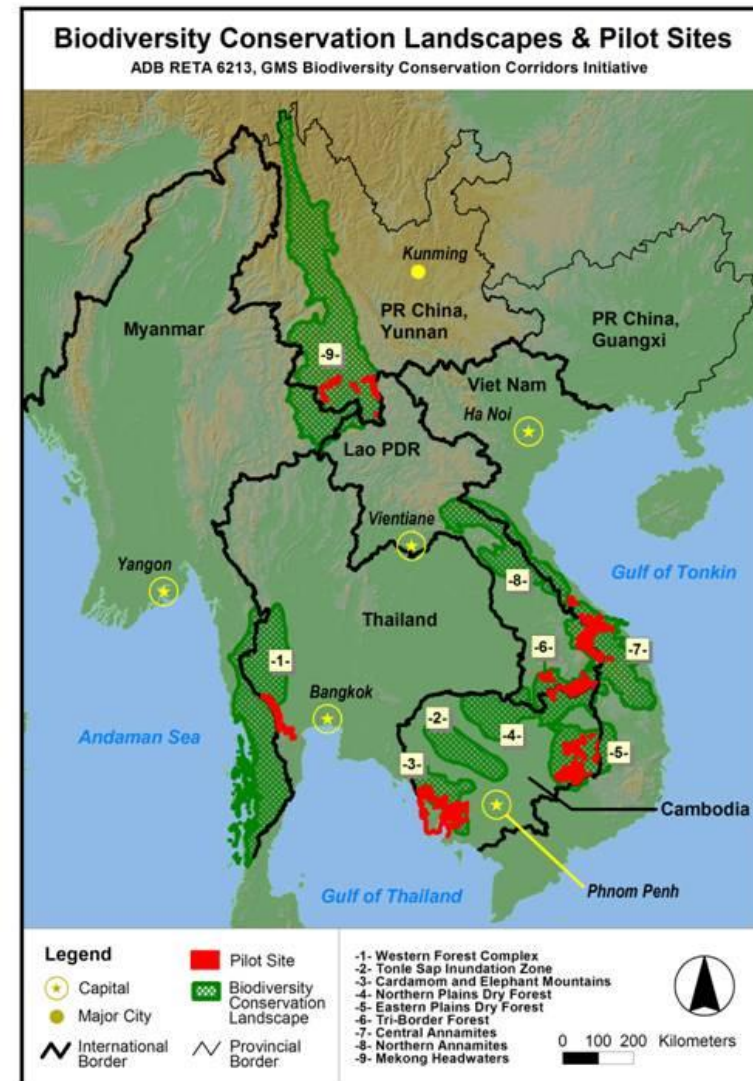 Biodiversity Conservation Landscapes & Pilot Sites
ADB RETA 6213, GMS Biodiversity Conservation Corridors Initiative
Kunming
Myanmar
PR China,
Yunnan
PR China,
Guangxi
-9-
Viet Nam
Ha Noi
Lao PDR
Vientiane
Yangon
-8-
Gulf of Tonkin
Thailand
-1-
-6-
-7-
Bangkok
Andaman Sea
-2-
-4-
-5-
-3-
Cambodia
Gulf of Thailand
Phnom Penh
Legend
Capital
Major City
International
Border
Pilot Site
Biodiversity
Conservation
Landscape
Provincial
Border
-1- Western Forest Complex
-2- Tonle Sap Inundation Zone
-3- Cardamom and Elephant Mountains
-4- Northern Plains Dry Forest
-5- Eastern Plains Dry Forest
-6- Tri-Border Forest
-7- Central Annamites
-8- Northern Annamites
-9- Mekong Headwaters
0 100 200 Kilometers